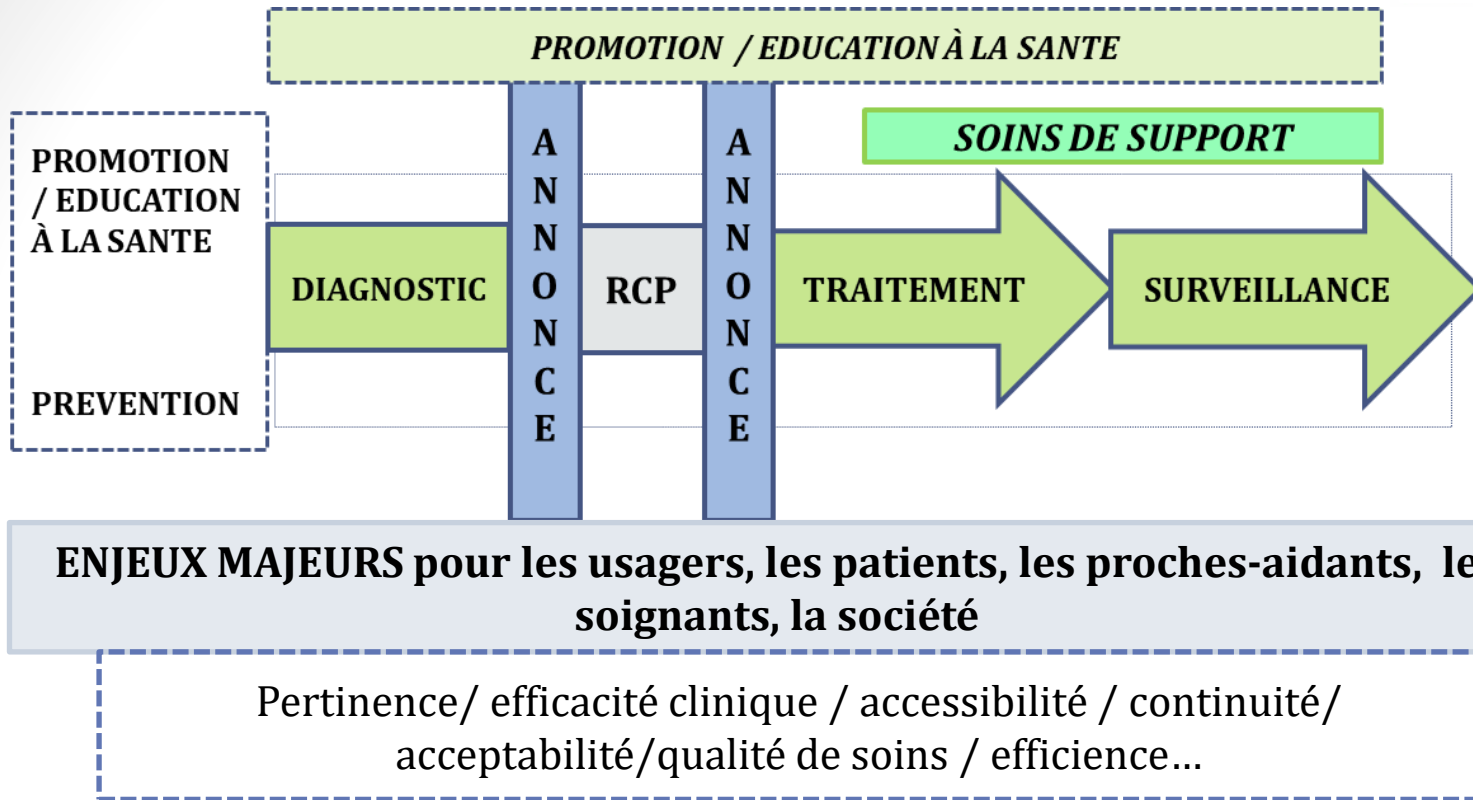 PROMOTION / EDUCATION À LA SANTE
PROMOTION
/ EDUCATION
À LA SANTE
PREVENTION
DIAGNOSTIC
ANNONCE
RCP
ANNONCE
SOINS DE SUPPORT
TRAITEMENT
SURVEILLANCE
ENJEUX MAJEURS pour les usagers, les patients, les proches-aidants, le
soignants, la société
Pertinence/ efficacité clinique / accessibilité / continuité/
acceptabilité/qualité de soins / efficience…